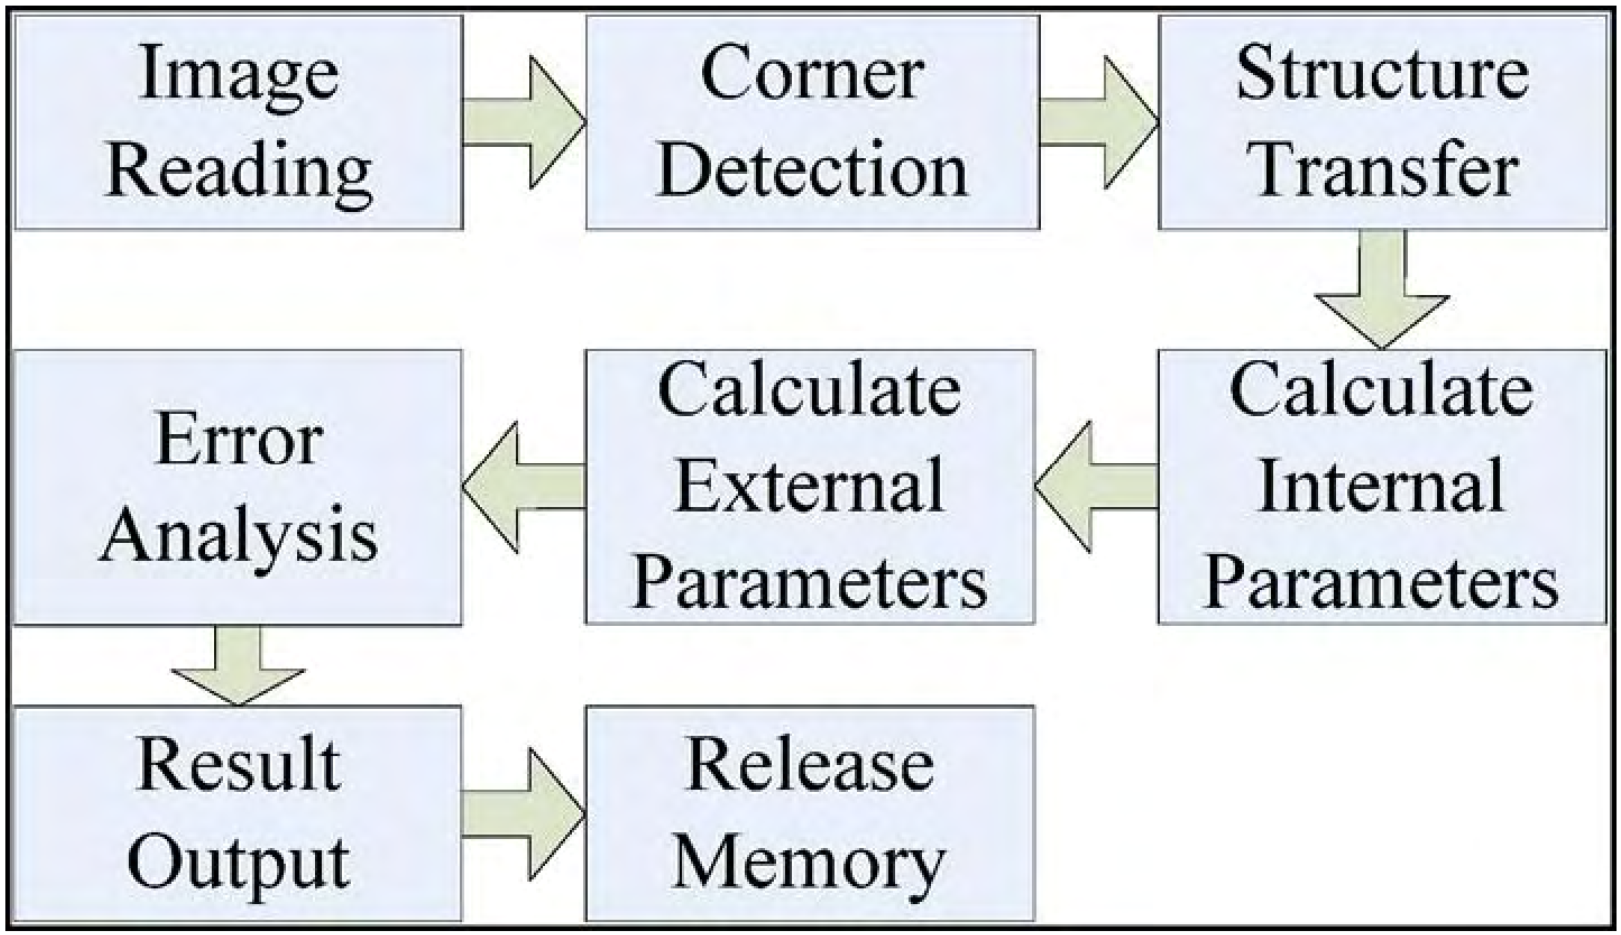 Image
Reading
Corner
Detection
Structure
Transfer
Calculate
Internal
Parameters
Calculate
External
Parameters
Error
Analysis
Result
Output
Release
Memory